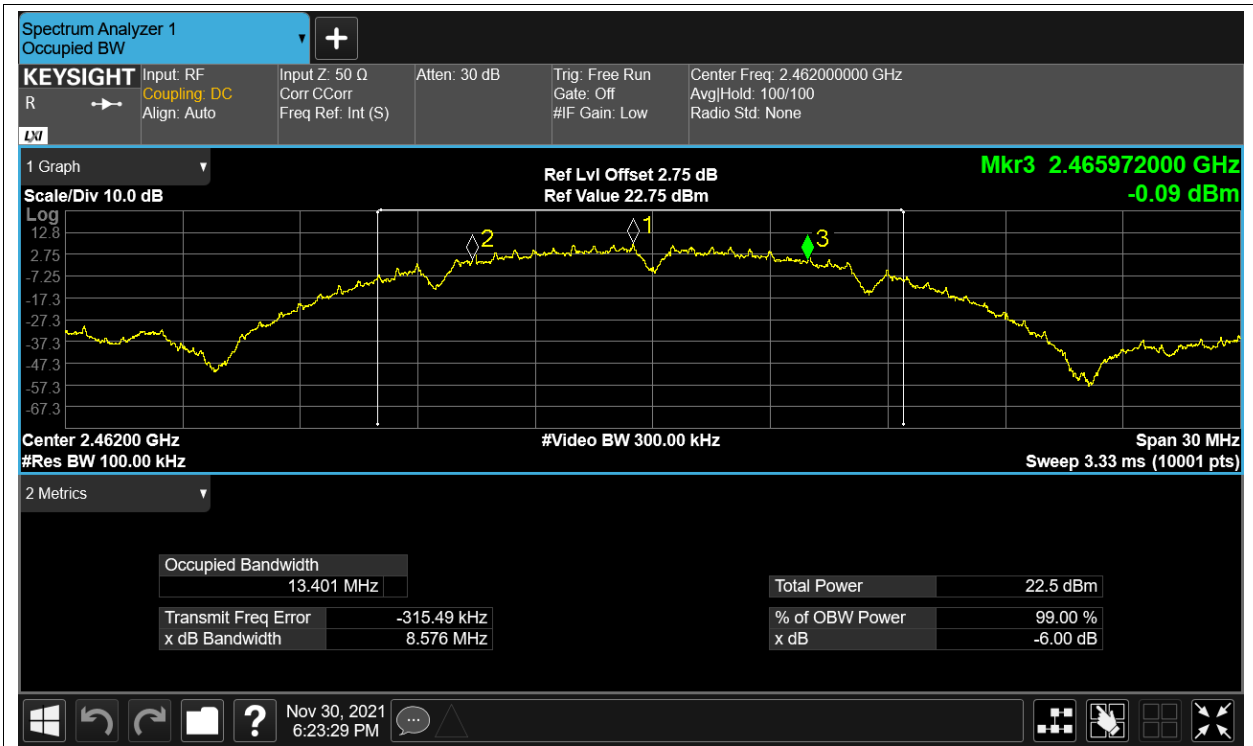 Spectrum Analyzer 1
Occupied BW
KEYSIGHT
R
LXI
Input: RF
Coupling: DC
Align: Auto
Input Z: 50 Ω
Corr CCorr
Freq Ref: Int (S)
Atten: 30 dB
Trig: Free Run
Gate: Off
#IF Gain: Low
Center Freq: 2.462000000 GHz
Avg|Hold: 100/100
Radio Std: None
1 Graph
Scale/Div 10.0 dB
Ref Lvl Offset 2.75 dB
Ref Value 22.75 dBm
Mkr3 2.465972000 GHz
-0.09 dBm
Log
12.8
2.75
-7.25
-17.3
-27.3
-37.3
-47.3
-57.3
-67.3
2
1
3
Center 2.46200 GHz
#Video BW 300.00 kHz
Span 30 MHz
#Res BW 100.00 kHz
Sweep 3.33 ms (10001 pts)
2 Metrics
Occupied Bandwidth
13.401 MHz
Total Power 22.5 dBm
Transmit Freq Error -315.49 kHz
% of OBW Power 99.00 %
x dB Bandwidth 8.576 MHz
x dB -6.00 dB
?
Nov 30, 2021
6:23:29 PM